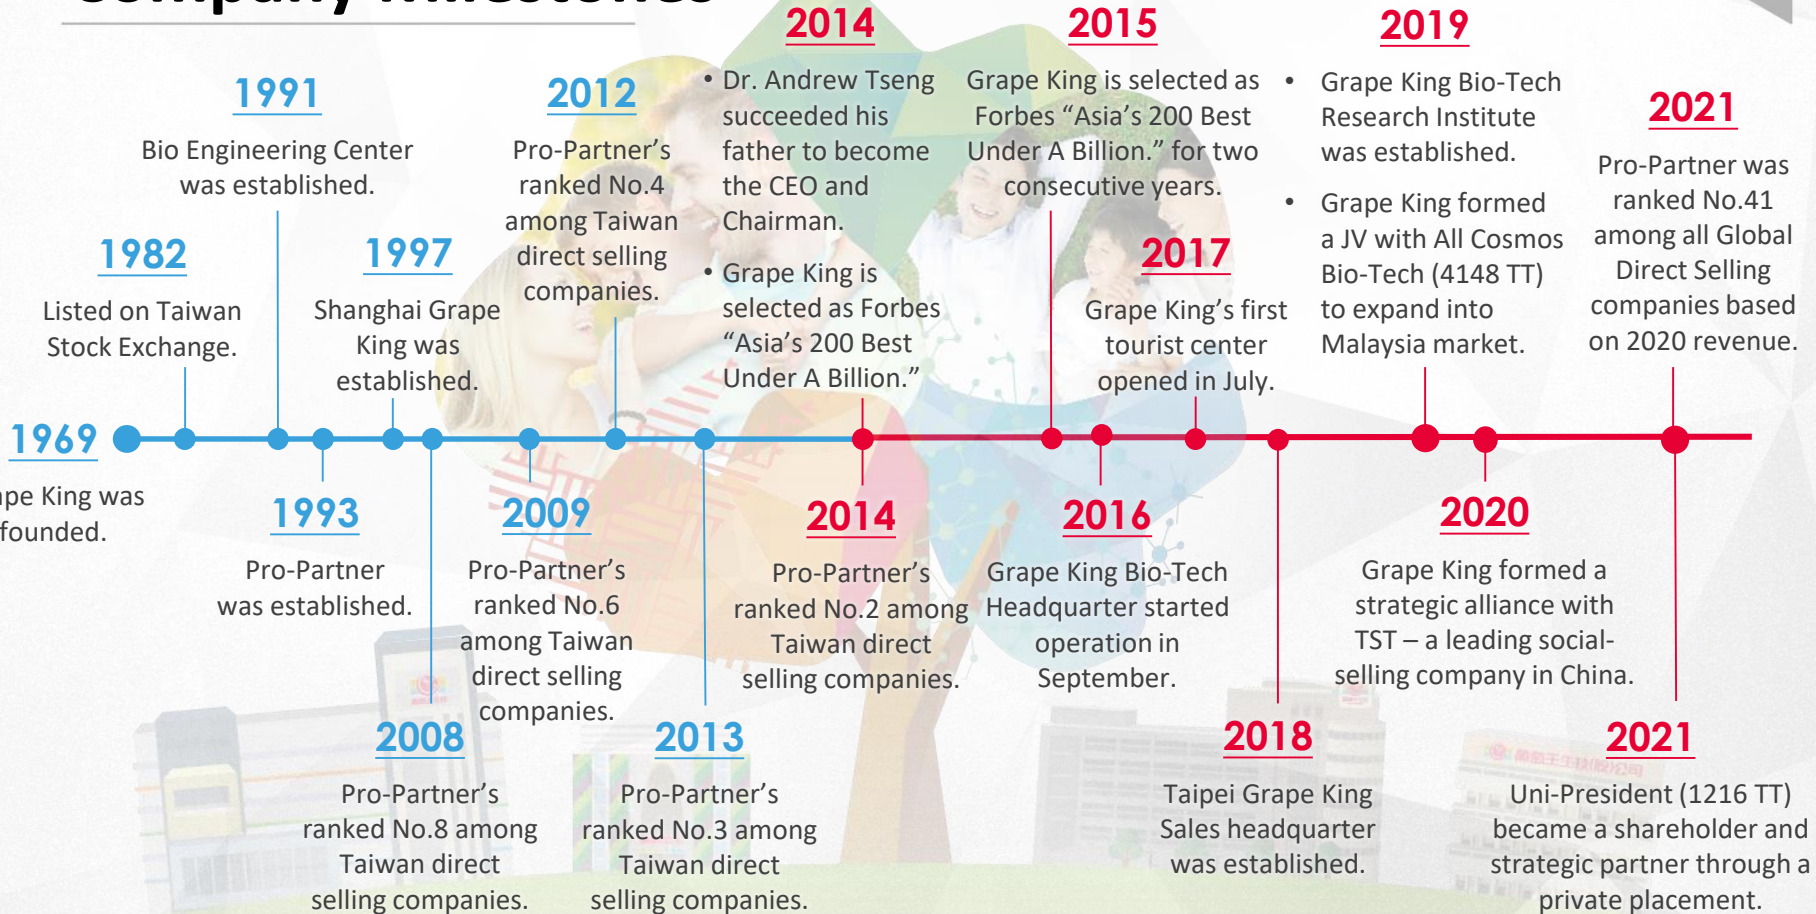 Company Milestones
1969
ape King was
founded.
1982
Listed on Taiwan
Stock Exchange.
1991
Bio Engineering Center
was established.
1993
Pro-Partner
was established.
1997
Shanghai Grape
King was
established.
2008
Pro-Partner's
ranked No.8 among
Taiwan direct
selling companies.
2009
Pro-Partner's
ranked No.6
among Taiwan
direct selling
companies.
2012
Pro-Partner's
ranked No.4
among Taiwan
direct selling
companies.
2013
Pro-Partner's
ranked No.3 among
Taiwan direct
selling companies.
2014
• Dr. Andrew Tseng
succeeded his
father to become
the CEO and
Chairman.
• Grape King is
selected as Forbes
“Asia's 200 Best
Under A Billion.”
2014
Pro-Partner's
ranked No.2 among
Taiwan direct
selling companies.
2015
Grape King is selected as
Forbes “Asia's 200 Best
Under A Billion.” for two
consecutive years.
2016
Grape King Bio-Tech
Headquarter started
operation in
September.
2017
Grape King's first
tourist center
opened in July.
2018
Taipei Grape King
Sales headquarter
was established.
2019
• Grape King Bio-Tech
Research Institute
was established.
• Grape King formed
a JV with All Cosmos
Bio-Tech (4148 TT)
to expand into
Malaysia market.
2020
Grape King formed a
strategic alliance with
TST – a leading social-
selling company in China.
2021
Pro-Partner was
ranked No.41
among all Global
Direct Selling
companies based
on 2020 revenue.
2021
Uni-President (1216 TT)
became a shareholder and
strategic partner through a
private placement.
葡萄王生技(股)公司